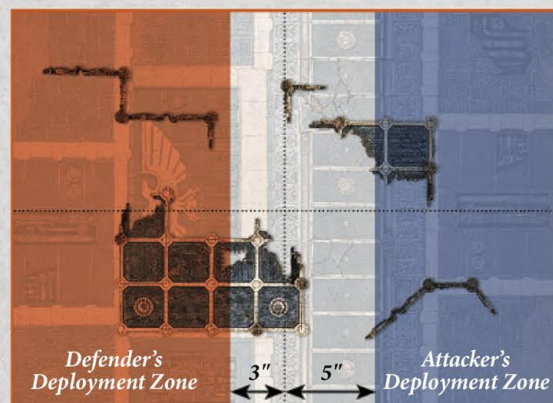 3"
5"
Defender's
Deployment Zone
Attacker's
Deployment Zone